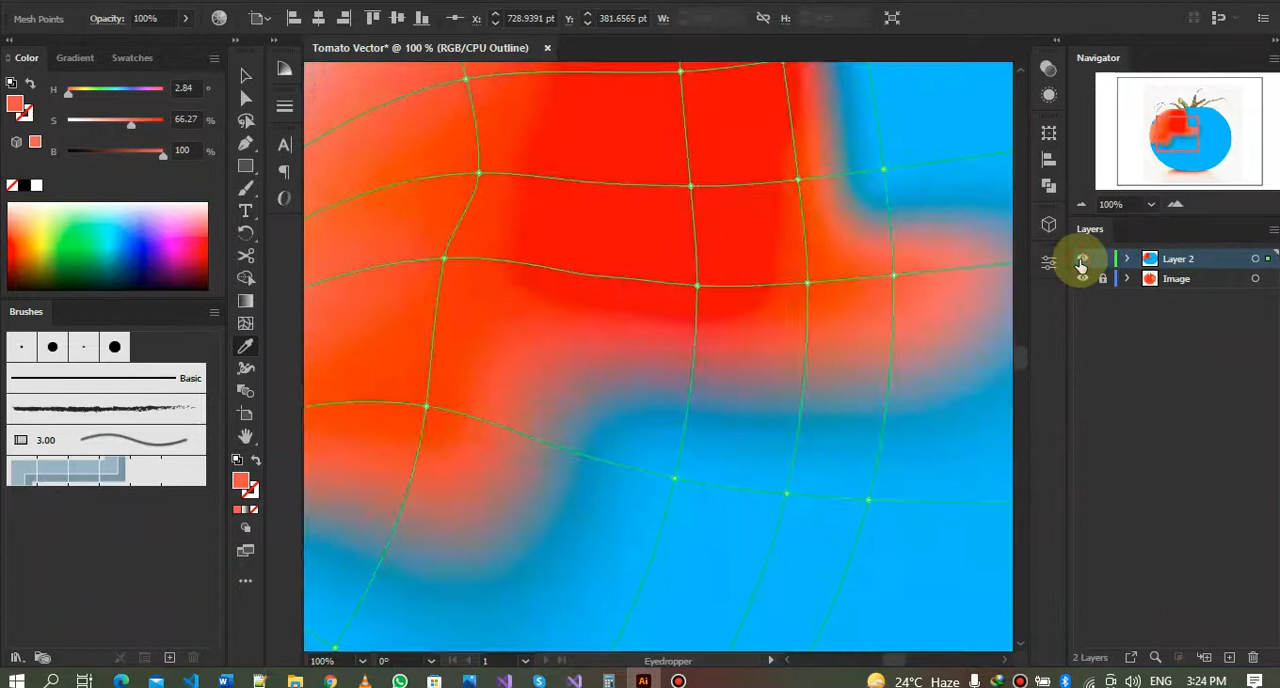 Mesh Points
Opacity: 100%
X: 728.9391 pt
Y: 381.6565 pt
W:
H:
Color
Gradient
Swatches
H 2.84 °
S 66.27 %
B 100 %
Brushes
Basic
3.00
Tomato Vector* @ 100 % (RGB/CPU Outline)
100%
0°
1
Eyedropper
Navigator
100%
Layers
Layer 2
Image
2 Layers
24°C Haze
ENG
3:24 PM